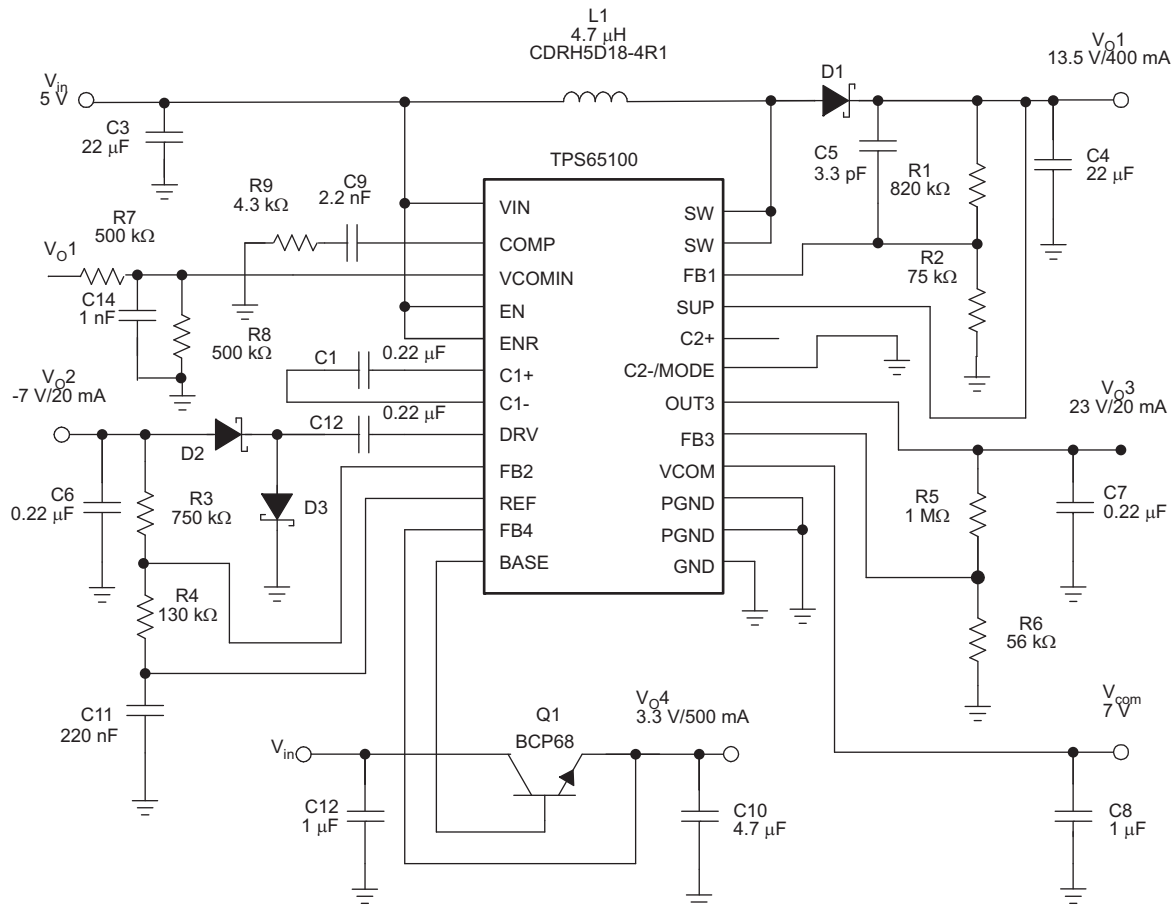 L1
4.7 μH
CDRH5D18-4R1
Vin
5 V
C3
22 μF
D1
VO1
13.5 V/400 mA
C5
3.3 pF
R1
820 kΩ
C4
22 μF
TPS65100
R9
4.3 kΩ
C9
2.2 nF
R7
500 kΩ
VO1
C14
1 nF
R8
500 kΩ
R2
75 kΩ
VIN
COMP
VCOMIN
EN
ENR
C1+
C1-
DRV
FB2
REF
FB4
BASE
SW
SW
FB1
SUP
C2+
C2-/MODE
OUT3
FB3
VCOM
PGND
PGND
GND
C1
0.22 μF
0.22 μF
C12
VO2
-7 V/20 mA
D2
D3
C6
0.22 μF
R3
750 kΩ
R4
130 kΩ
C11
220 nF
VO3
23 V/20 mA
R5
1 MΩ
C7
0.22 μF
R6
56 kΩ
Vin
Q1
BCP68
VO4
3.3 V/500 mA
C12
1 μF
C10
4.7 μF
Vcom
7 V
C8
1 μF